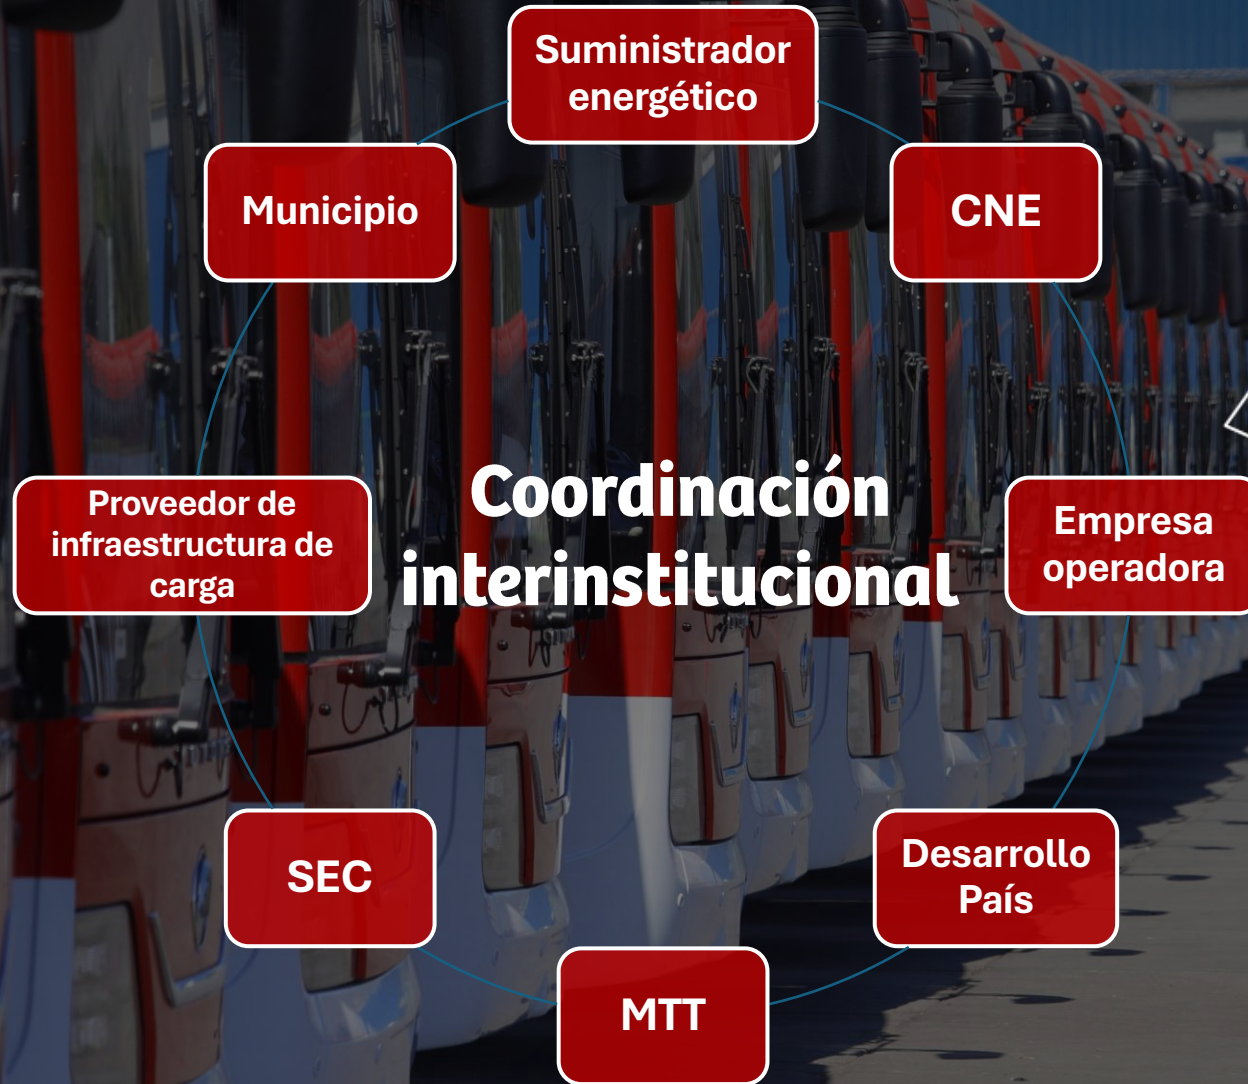 Suministrador
energético
Municipio
CNE
Proveedor de
infraestructura de
carga
Coordinación
interinstitucional
Empresa
operadora
SEC
Desarrollo
País
MTT